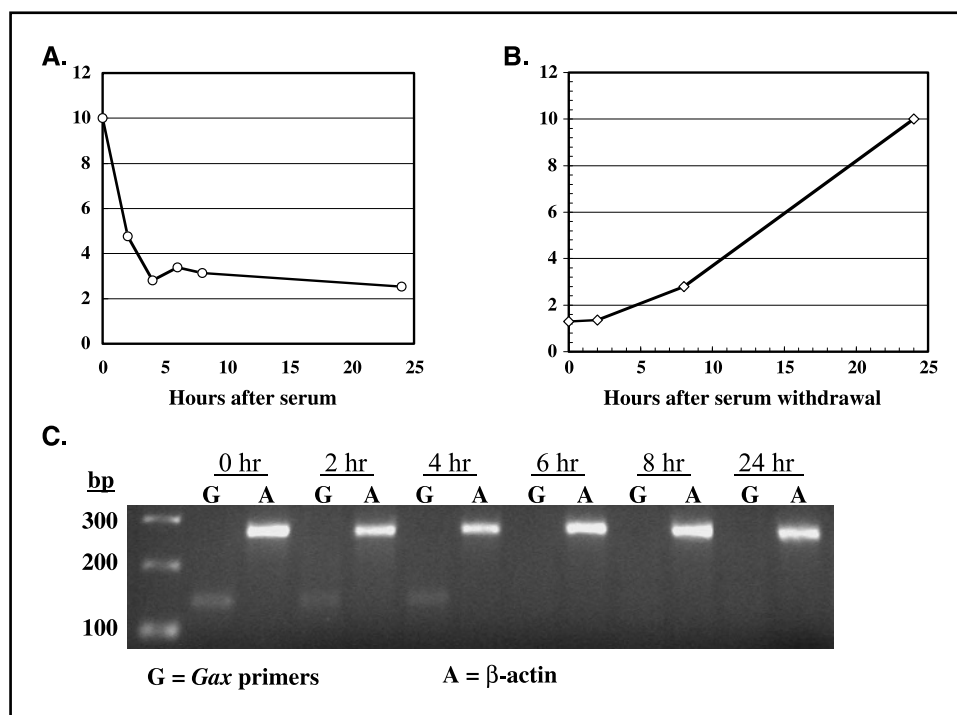 A.
12
10
8
6
4
2
0
0 5 10 15 20 25
Hours after serum
B.
12
10
8
6
4
2
0
0 5 10 15 20 25
Hours after serum withdrawal
C.
0 hr 2 hr 4 hr 6 hr 8 hr 24 hr
bp G A G A G A G A G A G A
300
200
100
G = Gax primers A = β-actin